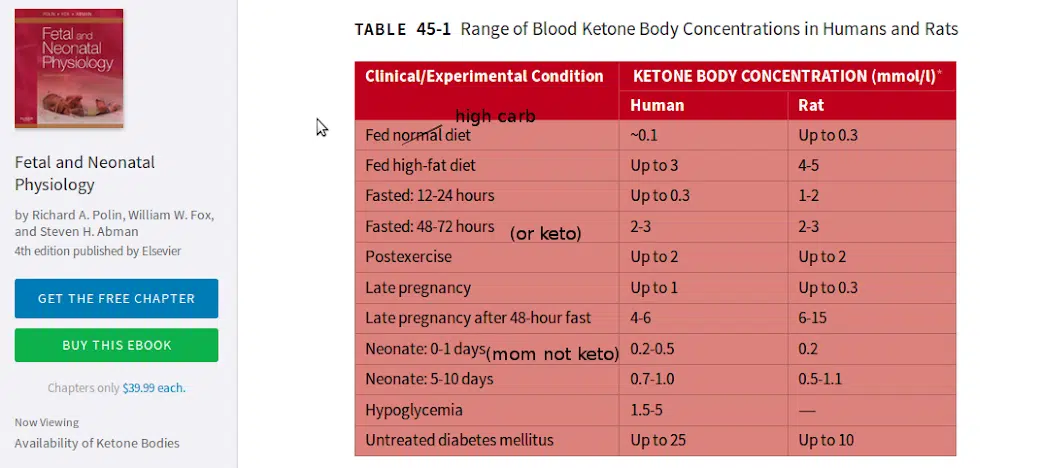 POLIN • FOX • ABMAN
Fetal and
Neonatal
Physiology
Fetal and Neonatal
Physiology
by Richard A. Polin, William W. Fox,
and Steven H. Abman
4th edition published by Elsevier
GET THE FREE CHAPTER
BUY THIS EBOOK
Chapters only $39.99 each.
Now Viewing
Availability of Ketone Bodies
TABLE 45-1 Range of Blood Ketone Body Concentrations in Humans and Rats
Clinical/Experimental Condition KETONE BODY CONCENTRATION (mmol/l)*
Human Rat
high carb
Fed normal diet ~0.1 Up to 0.3
Fed high-fat diet Up to 3 4-5
Fasted: 12-24 hours Up to 0.3 1-2
Fasted: 48-72 hours (or keto) 2-3 2-3
Postexercise Up to 2 Up to 2
Late pregnancy Up to 1 Up to 0.3
Late pregnancy after 48-hour fast 4-6 6-15
Neonate: 0-1 days (mom not keto) 0.2-0.5 0.2
Neonate: 5-10 days 0.7-1.0 0.5-1.1
Hypoglycemia 1.5-5 —
Untreated diabetes mellitus Up to 25 Up to 10